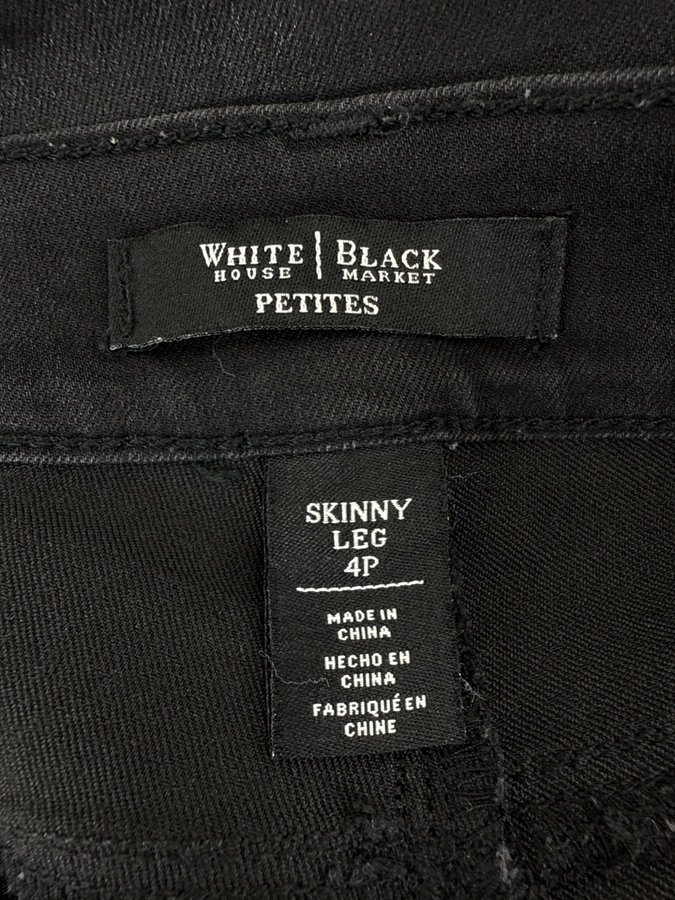 WHITE | BLACK
HOUSE MARKET
PETITES
SKINNY
LEG
4P
MADE IN
CHINA
HECHO EN
CHINA
FABRIQUÉ EN
CHINE